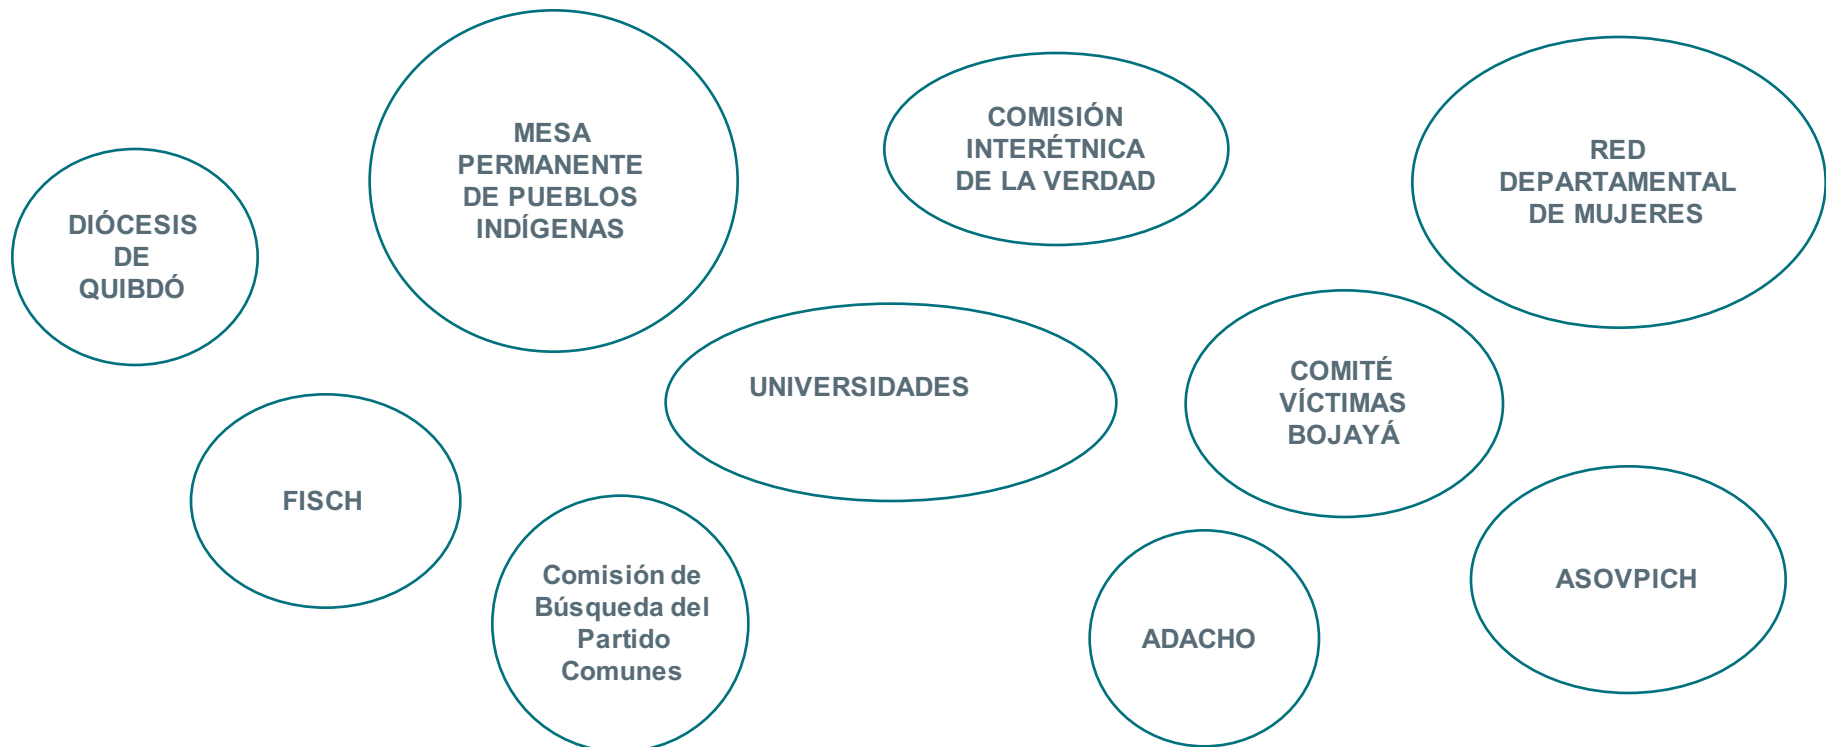 DIÓCESIS
DE
QUIBDÓ
MESA
PERMANENTE
DE PUEBLOS
INDÍGENAS
COMISIÓN
INTERÉTNICA
DE LA VERDAD
RED
DEPARTAMENTAL
DE MUJERES
UNIVERSIDADES
COMITÉ
VÍCTIMAS
BOJAYÁ
FISCH
Comisión de
Búsqueda del
Partido
Comunes
ADACHO
ASOVPICH